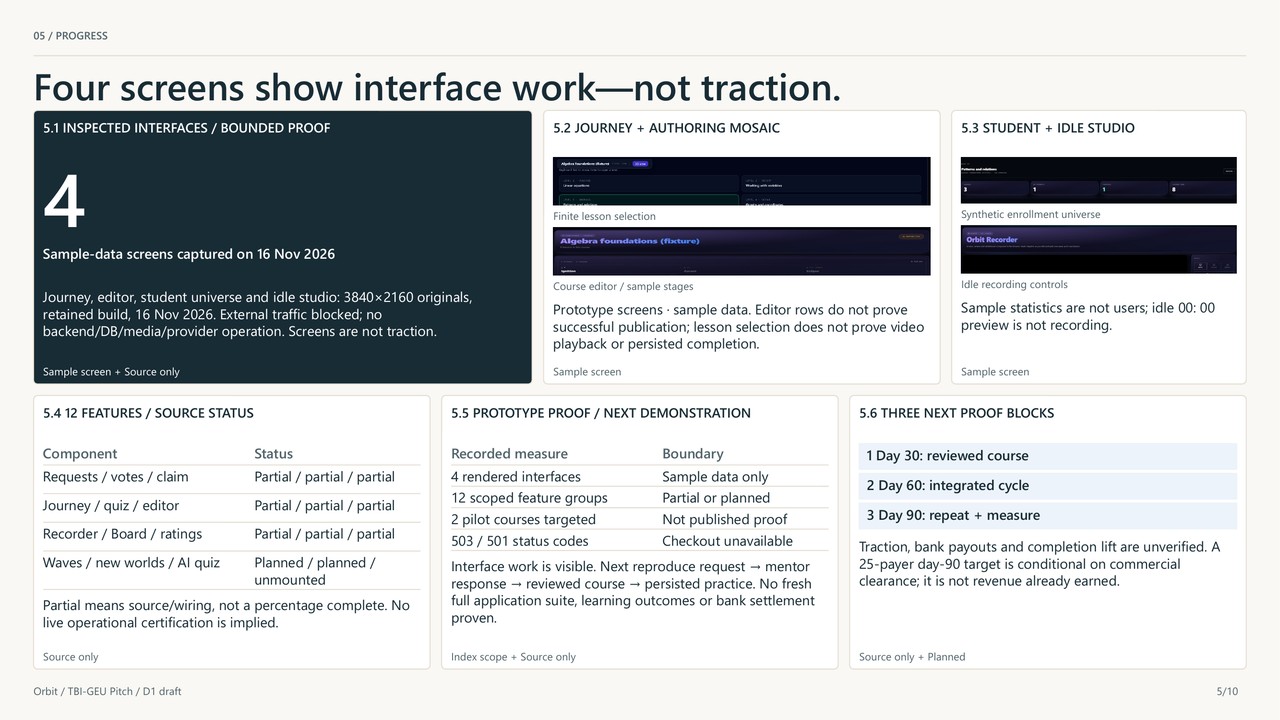 05 / PROGRESS
Four screens show interface work—not traction.
5.1 INSPECTED INTERFACES / BOUNDED PROOF
4
Sample-data screens captured on 16 Nov 2026
Journey, editor, student universe and idle studio: 3840×2160 originals,
retained build, 16 Nov 2026. External traffic blocked; no
backend/DB/media/provider operation. Screens are not traction.
Sample screen + Source only
5.2 JOURNEY + AUTHORING MOSAIC
Algebra foundations (fixture)
Linear equations
Working with variables
Finite lesson selection
Algebra foundations (fixture)
Course editor / sample stages
Prototype screens · sample data. Editor rows do not prove
successful publication; lesson selection does not prove video
playback or persisted completion.
Sample screen
5.3 STUDENT + IDLE STUDIO
Patterns and relations
3 1 1 8
Synthetic enrollment universe
Orbit Recorder
Idle recording controls
Sample statistics are not users; idle 00: 00
preview is not recording.
Sample screen
5.4 12 FEATURES / SOURCE STATUS
Component Status
Requests / votes / claim Partial / partial / partial
Journey / quiz / editor Partial / partial / partial
Recorder / Board / ratings Partial / partial / partial
Waves / new worlds / AI quiz Planned / planned /
unmounted
Partial means source/wiring, not a percentage complete. No
live operational certification is implied.
Source only
5.5 PROTOTYPE PROOF / NEXT DEMONSTRATION
Recorded measure Boundary
4 rendered interfaces Sample data only
12 scoped feature groups Partial or planned
2 pilot courses targeted Not published proof
503 / 501 status codes Checkout unavailable
Interface work is visible. Next reproduce request → mentor
response → reviewed course → persisted practice. No fresh
full application suite, learning outcomes or bank settlement
proven.
Index scope + Source only
5.6 THREE NEXT PROOF BLOCKS
1 Day 30: reviewed course
2 Day 60: integrated cycle
3 Day 90: repeat + measure
Traction, bank payouts and completion lift are unverified. A
25-payer day-90 target is conditional on commercial
clearance; it is not revenue already earned.
Source only + Planned
Orbit / TBI-GEU Pitch / D1 draft
5/10